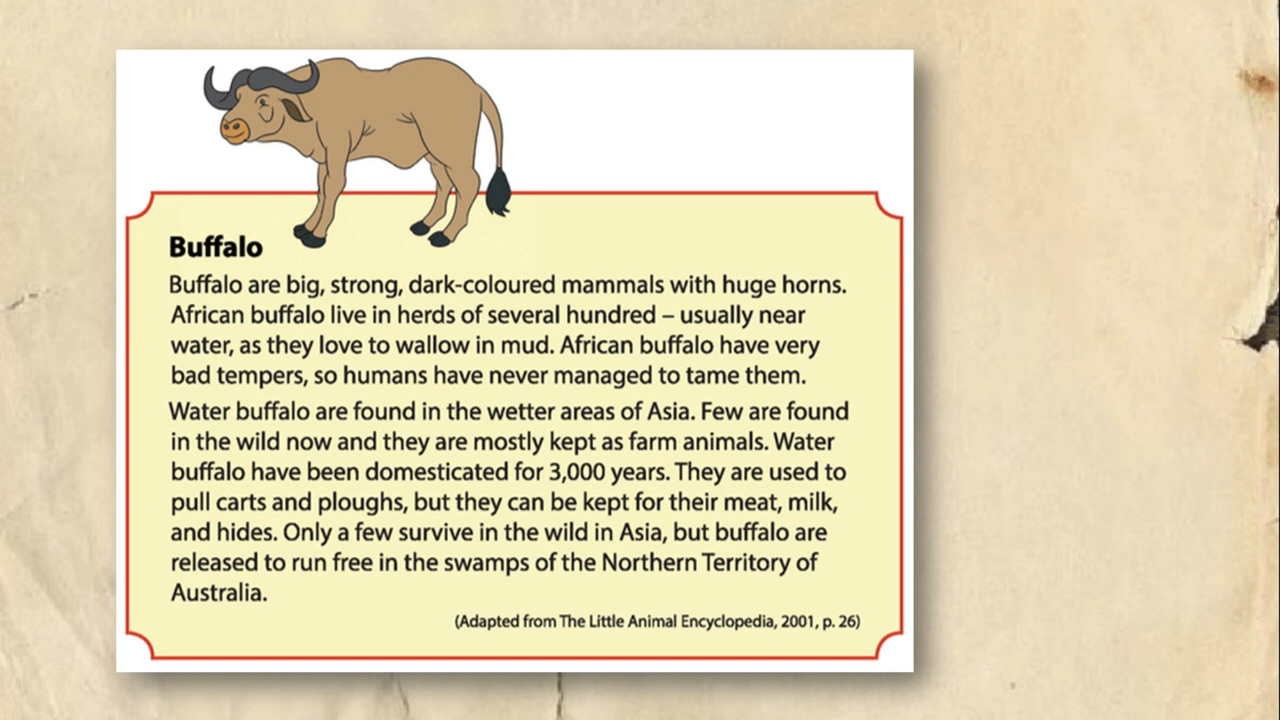 Buffalo
Buffalo are big, strong, dark-coloured mammals with huge horns.
African buffalo live in herds of several hundred – usually near
water, as they love to wallow in mud. African buffalo have very
bad tempers, so humans have never managed to tame them.
Water buffalo are found in the wetter areas of Asia. Few are found
in the wild now and they are mostly kept as farm animals. Water
buffalo have been domesticated for 3,000 years. They are used to
pull carts and ploughs, but they can be kept for their meat, milk,
and hides. Only a few survive in the wild in Asia, but buffalo are
released to run free in the swamps of the Northern Territory of
Australia.
(Adapted from The Little Animal Encyclopedia, 2001, p. 26)